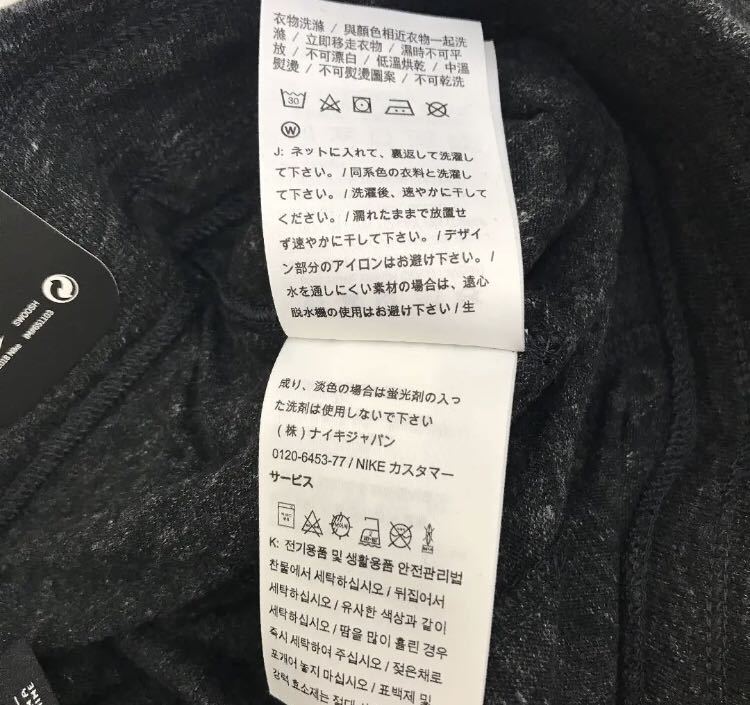 衣物洗滌 / 與顏色相近衣物一起洗
滌 / 立即移走衣物 / 濕時不可平
放 / 不可漂白 / 低溫烘乾 / 中溫
熨燙 / 不可熨燙圖案 / 不可乾洗
30
W
J: ネットに入れて、裏返して洗濯し
て下さい。/ 同系色の衣料と洗濯し
て下さい。/ 洗濯後、速やかに干して
ください。/ 濡れたままで放置せ
ず速やかに干して下さい。/ デザイ
ン部分のアイロンはお避け下さい。/
水を通しにくい素材の場合は、遠心
脱水機の使用はお避け下さい / 生
成り、淡色の場合は蛍光剤の入っ
た洗剤は使用しないで下さい
(株) ナイキジャパン
0120-6453-77 / NIKE カスタマー
サービス
K: 전기용품 및 생활용품 안전관리법
찬물에서 세탁하십시오 / 뒤집어서
세탁하십시오 / 유사한 색상과 같이
세탁하십시오 / 땀을 많이 흘린 경우
즉시 세탁하여 주십시오 / 젖은채로
포개어 놓지 마십시오 / 표백제 및
강력 효소제는 절대
SWOOSH
2018 Nike